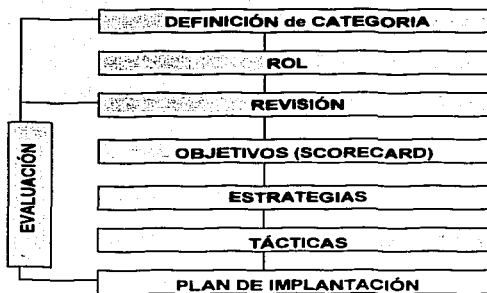 DEFINICIÓN de CATEGORIA
ROL
REVISIÓN
OBJETIVOS (SCORECARD)
ESTRATEGIAS
TÁCTICAS
PLAN DE IMPLANTACIÓN
EVALUACIÓN